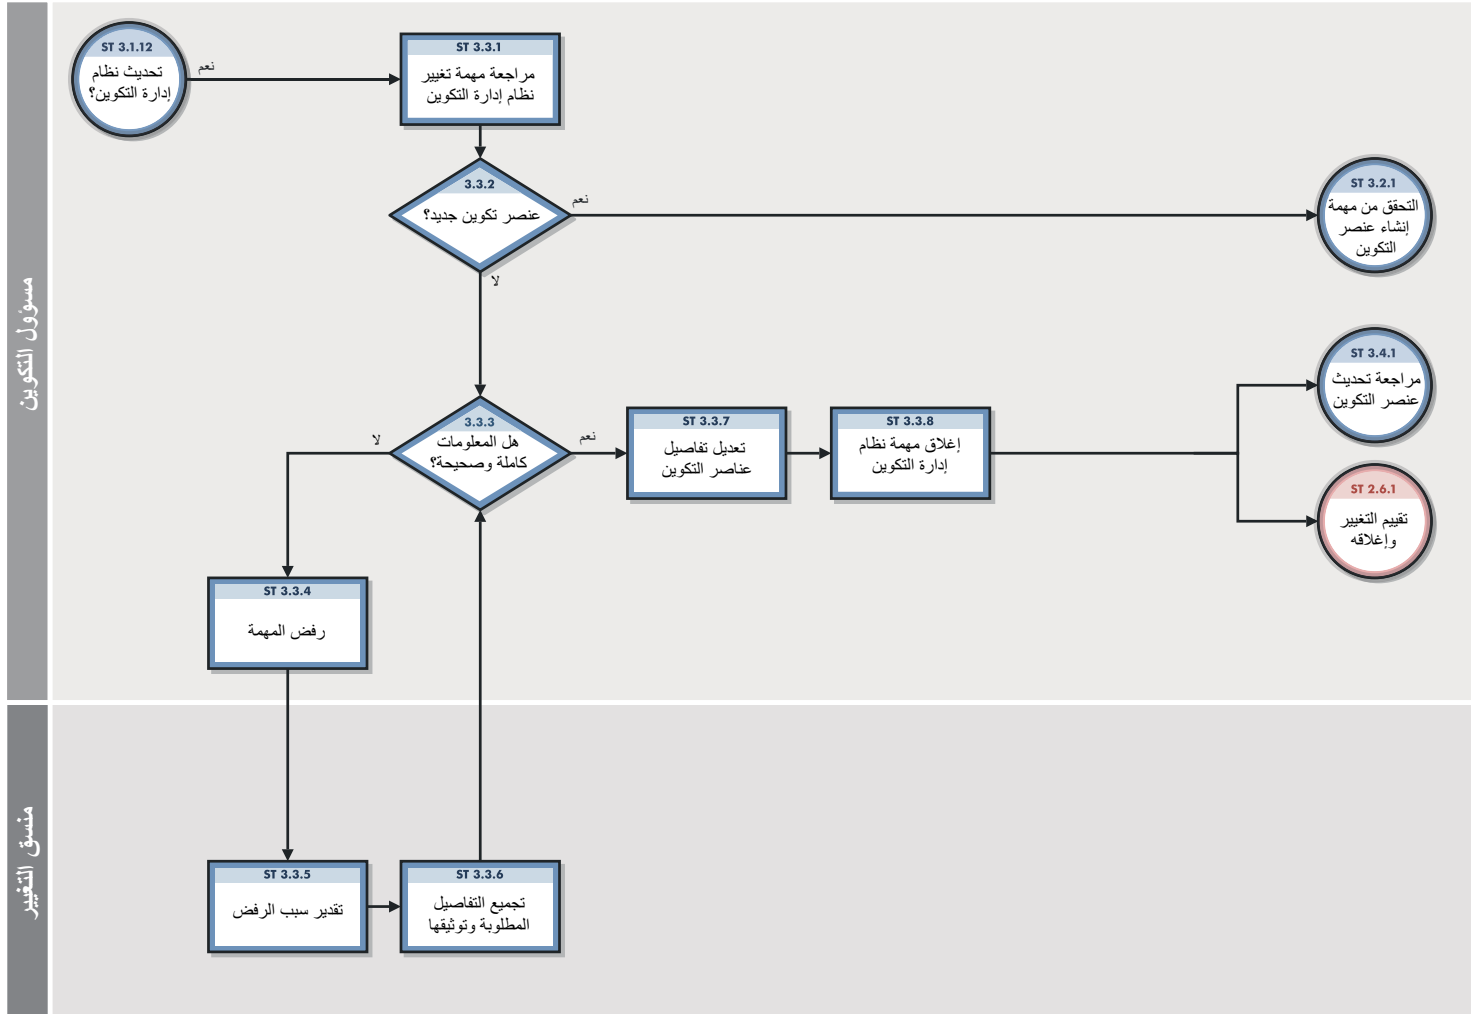 مسؤول التكوين
ST 3.1.12
تحديث نظام
إدارة التكوين؟
نعم
ST 3.3.1
مراجعة مهمة تغيير
نظام إدارة التكوين
3.3.2
عنصر تكوين جديد؟
نعم
لا
ST 3.2.1
التحقق من مهمة
إنشاء عنصر
التكوين
3.3.3
هل المعلومات
كاملة وصحيحة؟
نعم
لا
ST 3.3.7
تعديل تفاصيل
عناصر التكوين
ST 3.3.8
إغلاق مهمة نظام
إدارة التكوين
ST 3.4.1
مراجعة تحديث
عنصر التكوين
ST 2.6.1
تقييم التغيير
وإغلاقه
ST 3.3.4
رفض المهمة
منسق التغيير
ST 3.3.5
تقدير سبب الرفض
ST 3.3.6
تجميع التفاصيل
المطلوبة وتوثيقها